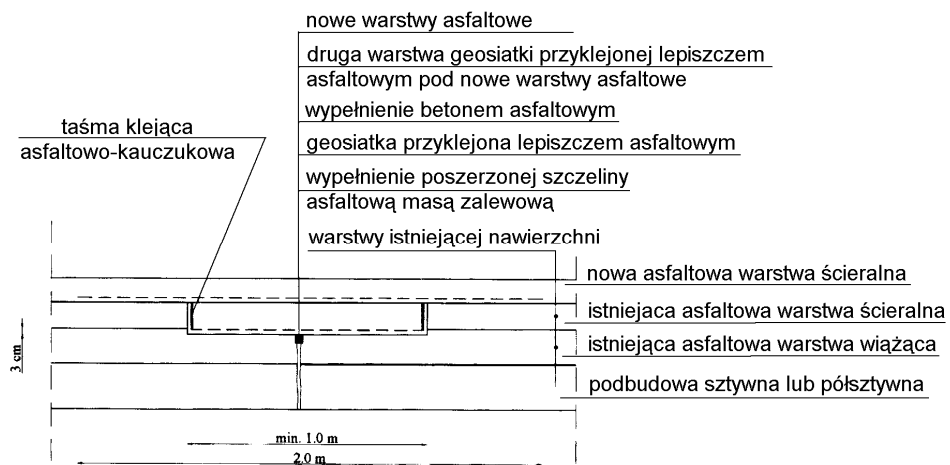 nowe warstwy asfaltowe
druga warstwa geosiatki przyklejonej lepiszczem
asfaltowym pod nowe warstwy asfaltowe
wypełnienie betonem asfaltowym
taśma klejąca
asfaltowo-kauczukowa
geosiatka przyklejona lepiszczem asfaltowym
wypełnienie poszerzonej szczeliny
asfaltową masą zalewową
warstwy istniejącej nawierzchni
nowa asfaltowa warstwa ścieralna
istniejaca asfaltowa warstwa ścieralna
istniejąca asfaltowa warstwa wiążąca
podbudowa sztywna lub półsztywna
3 cm
min. 1.0 m
2.0 m